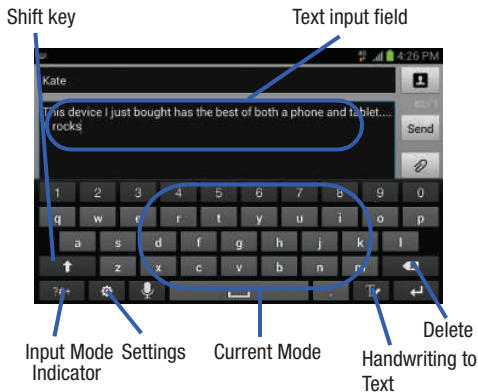 Shift key
Text input field
4:26 PM
Kate
This device I just bought has the best of both a phone and tablet....
rocks
Send
1 2 3 4 5 6 7 8 9 0
q w e r t y u i o p
a s d f g h j k l
z x c v b n m
?#+ .
Delete
Input Mode Indicator
Settings
Current Mode
Handwriting to Text